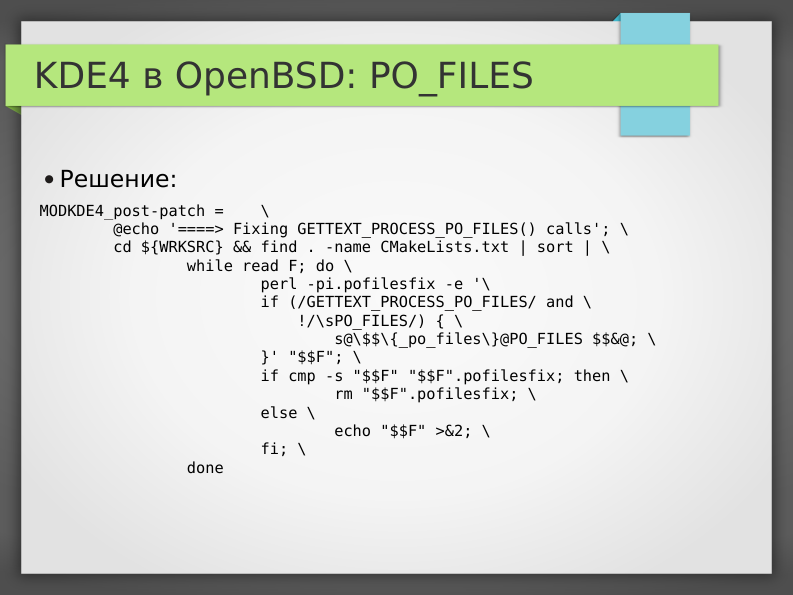 KDE4 в OpenBSD: PO_FILES
• Решение:
MODKDE4_post-patch =    \
        @echo '====> Fixing GETTEXT_PROCESS_PO_FILES() calls'; \
        cd ${WRKSRC} && find . -name CMakeLists.txt | sort | \
                while read F; do \
                        perl -pi.pofilesfix -e '\
                        if (/GETTEXT_PROCESS_PO_FILES/ and \
                            !/\sPO_FILES/) { \
                                s@\$$\{_po_files\}@PO_FILES $$&@; \
                        }' "$$F"; \
                        if cmp -s "$$F" "$$F".pofilesfix; then \
                                rm "$$F".pofilesfix; \
                        else \
                                echo "$$F" >&2; \
                        fi; \
                done